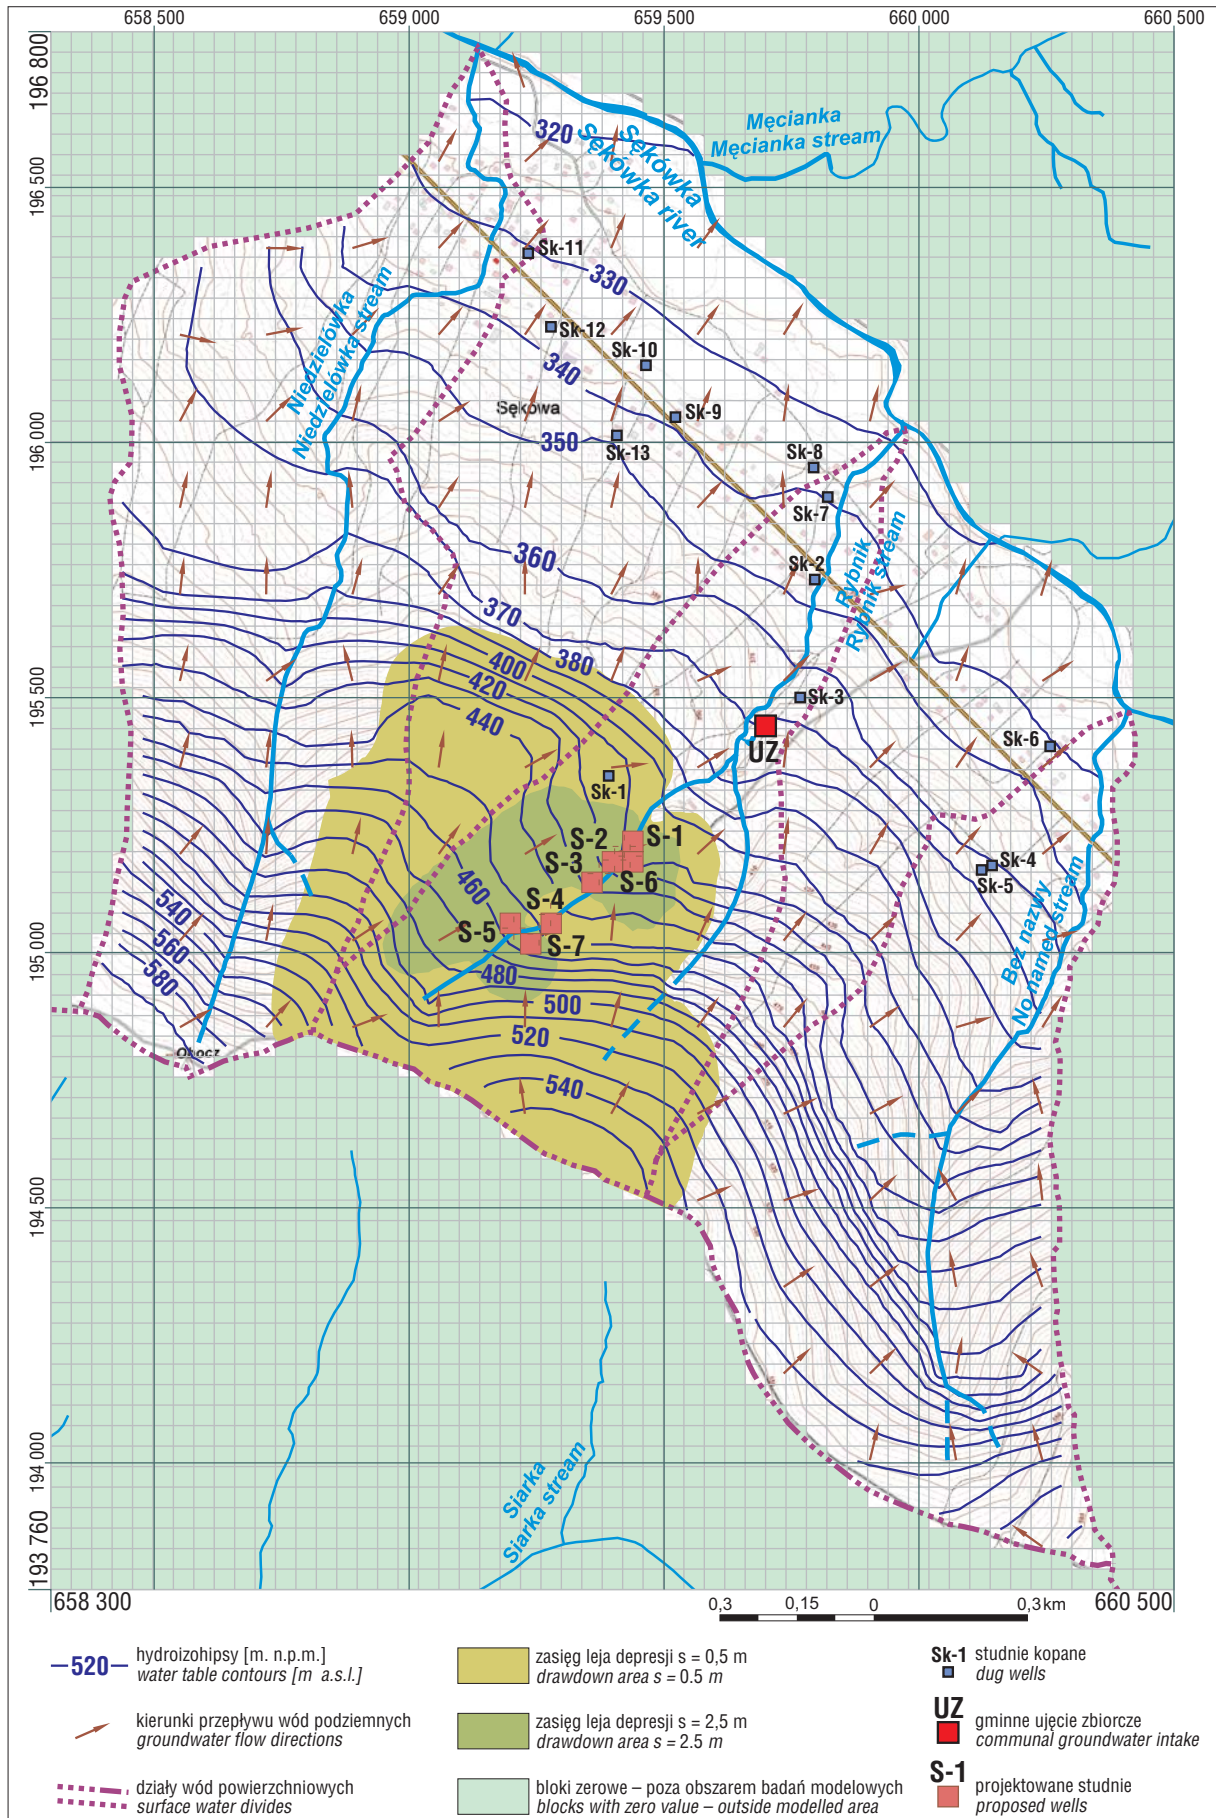 658 500
659 000
659 500
660 000
660 500
196 800
196 500
196 000
195 500
195 000
194 500
194 000
193 760
658 300
660 500
Męcianka
Męcianka stream
Sękówka
Sękówka river
320
330
340
350
360
370
380
400
420
440
460
480
500
520
540
540
560
580
Niedzielówka
Niedzielówka stream
Sękowa
Sk-11
Sk-12
Sk-10
Sk-9
Sk-13
Sk-8
Sk-7
Sk-2
Rybnik
Rybnik stream
Sk-3
UZ
Sk-6
Sk-1
S-2
S-1
S-3
S-6
S-4
S-5
S-7
Sk-4
Sk-5
Bez nazwy
No named stream
Obocz
Siarka
Siarka stream
0,3
0,15
0
0,3 km
520
hydroizohipsy [m. n.p.m.]
water table contours [m a.s.l.]
kierunki przepływu wód podziemnych
groundwater flow directions
działy wód powierzchniowych
surface water divides
zasięg leja depresji s = 0,5 m
drawdown area s = 0.5 m
zasięg leja depresji s = 2,5 m
drawdown area s = 2.5 m
bloki zerowe – poza obszarem badań modelowych
blocks with zero value – outside modelled area
Sk-1
studnie kopane
dug wells
UZ
gminne ujęcie zbiorcze
communal groundwater intake
S-1
projektowane studnie
proposed wells